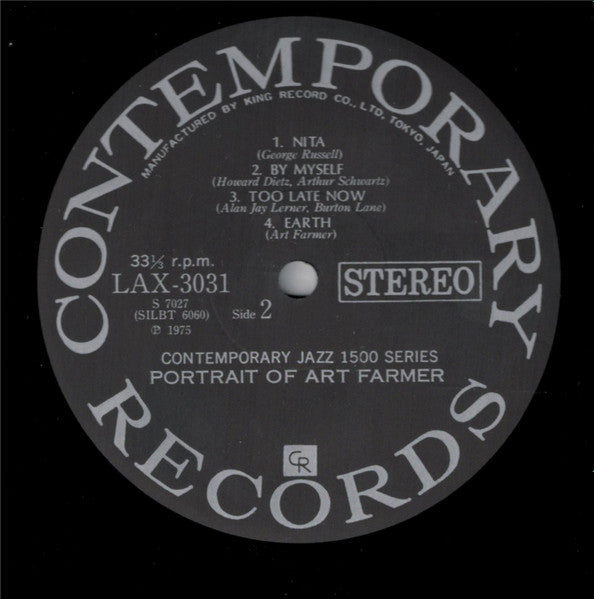 CONTEMPORARY
MANUFACTURED BY KING RECORD CO., LTD. TOKYO, JAPAN
1. NITA
(George Russell)
2. BY MYSELF
(Howard Dietz, Arthur Schwartz)
3. TOO LATE NOW
(Alan Jay Lerner, Burton Lane)
4. EARTH
(Art Farmer)
33⅓ r.p.m.
LAX-3031
STEREO
S 7027
(SILBT 6060) Side 2
℗ 1975
CONTEMPORARY JAZZ 1500 SERIES
PORTRAIT OF ART FARMER
CR
RECORDS